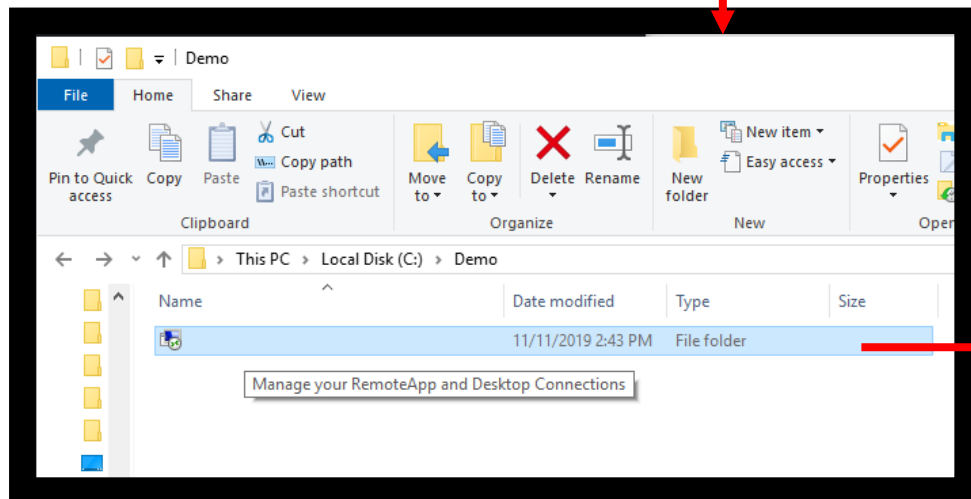 Demo
File Home Share View
Pin to Quick access
Copy
Paste
Cut
Copy path
Paste shortcut
Move to
Copy to
Delete
Rename
New folder
New item
Easy access
Properties
Clipboard
Organize
New
Oper
This PC > Local Disk (C:) > Demo
Name Date modified Type Size
11/11/2019 2:43 PM File folder
Manage your RemoteApp and Desktop Connections